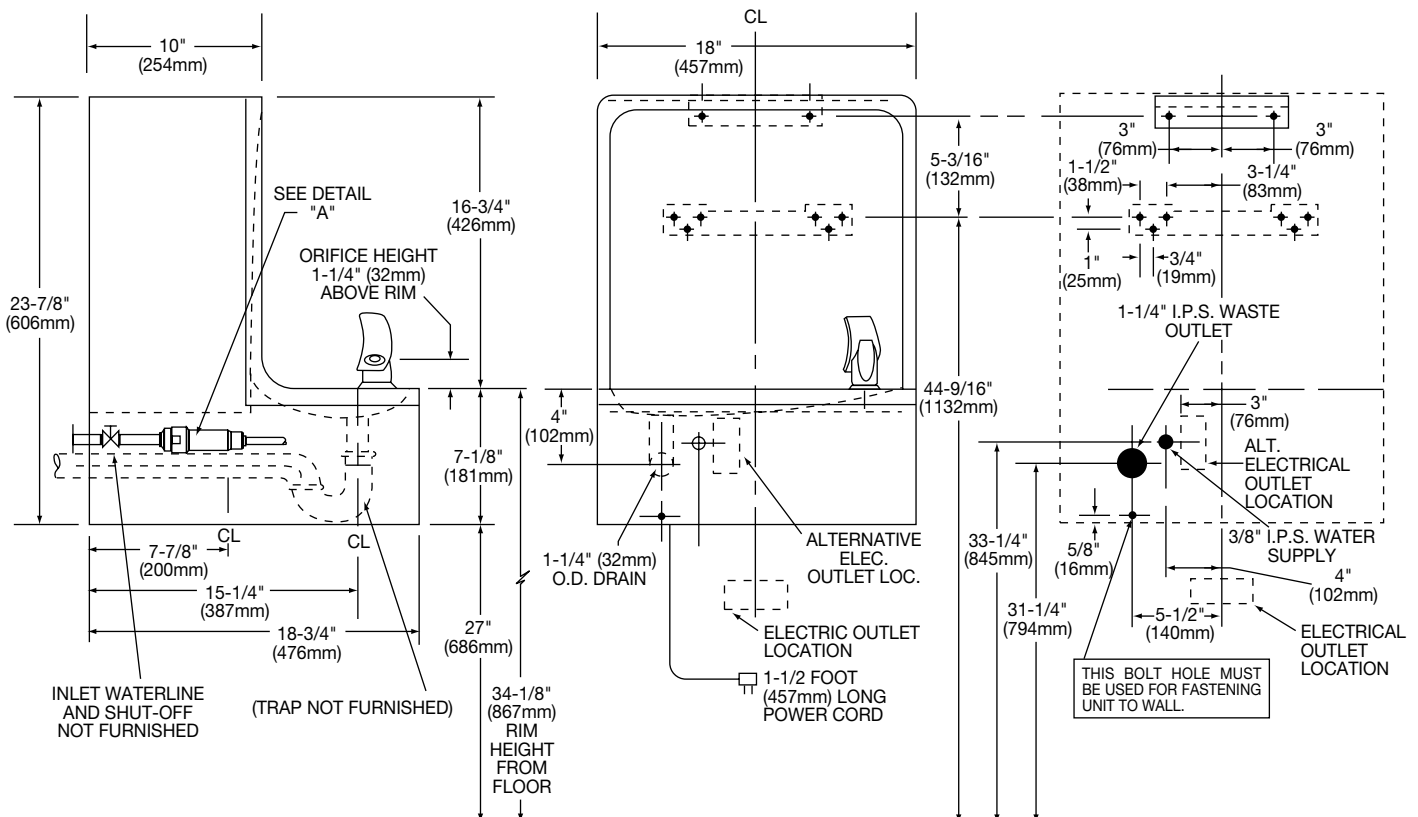 10"
(254mm)
23-7/8"
(606mm)
SEE DETAIL
"A"
16-3/4"
(426mm)
ORIFICE HEIGHT
1-1/4" (32mm)
ABOVE RIM
7-1/8"
(181mm)
CL
CL
7-7/8"
(200mm)
15-1/4"
(387mm)
18-3/4"
(476mm)
27"
(686mm)
INLET WATERLINE
AND SHUT-OFF
NOT FURNISHED
(TRAP NOT FURNISHED)
34-1/8"
(867mm)
RIM
HEIGHT
FROM
FLOOR
CL
18"
(457mm)
5-3/16"
(132mm)
44-9/16"
(1132mm)
4"
(102mm)
1-1/4" (32mm)
O.D. DRAIN
ALTERNATIVE
ELEC.
OUTLET LOC.
ELECTRIC OUTLET
LOCATION
1-1/2 FOOT
(457mm) LONG
POWER CORD
3"
(76mm)
3"
(76mm)
1-1/2"
(38mm)
3-1/4"
(83mm)
1"
(25mm)
3/4"
(19mm)
1-1/4" I.P.S. WASTE
OUTLET
3"
(76mm)
ALT.
ELECTRICAL
OUTLET
LOCATION
3/8" I.P.S. WATER
SUPPLY
33-1/4"
(845mm)
5/8"
(16mm)
4"
(102mm)
31-1/4"
(794mm)
5-1/2"
(140mm)
ELECTRICAL
OUTLET
LOCATION
THIS BOLT HOLE MUST
BE USED FOR FASTENING
UNIT TO WALL.